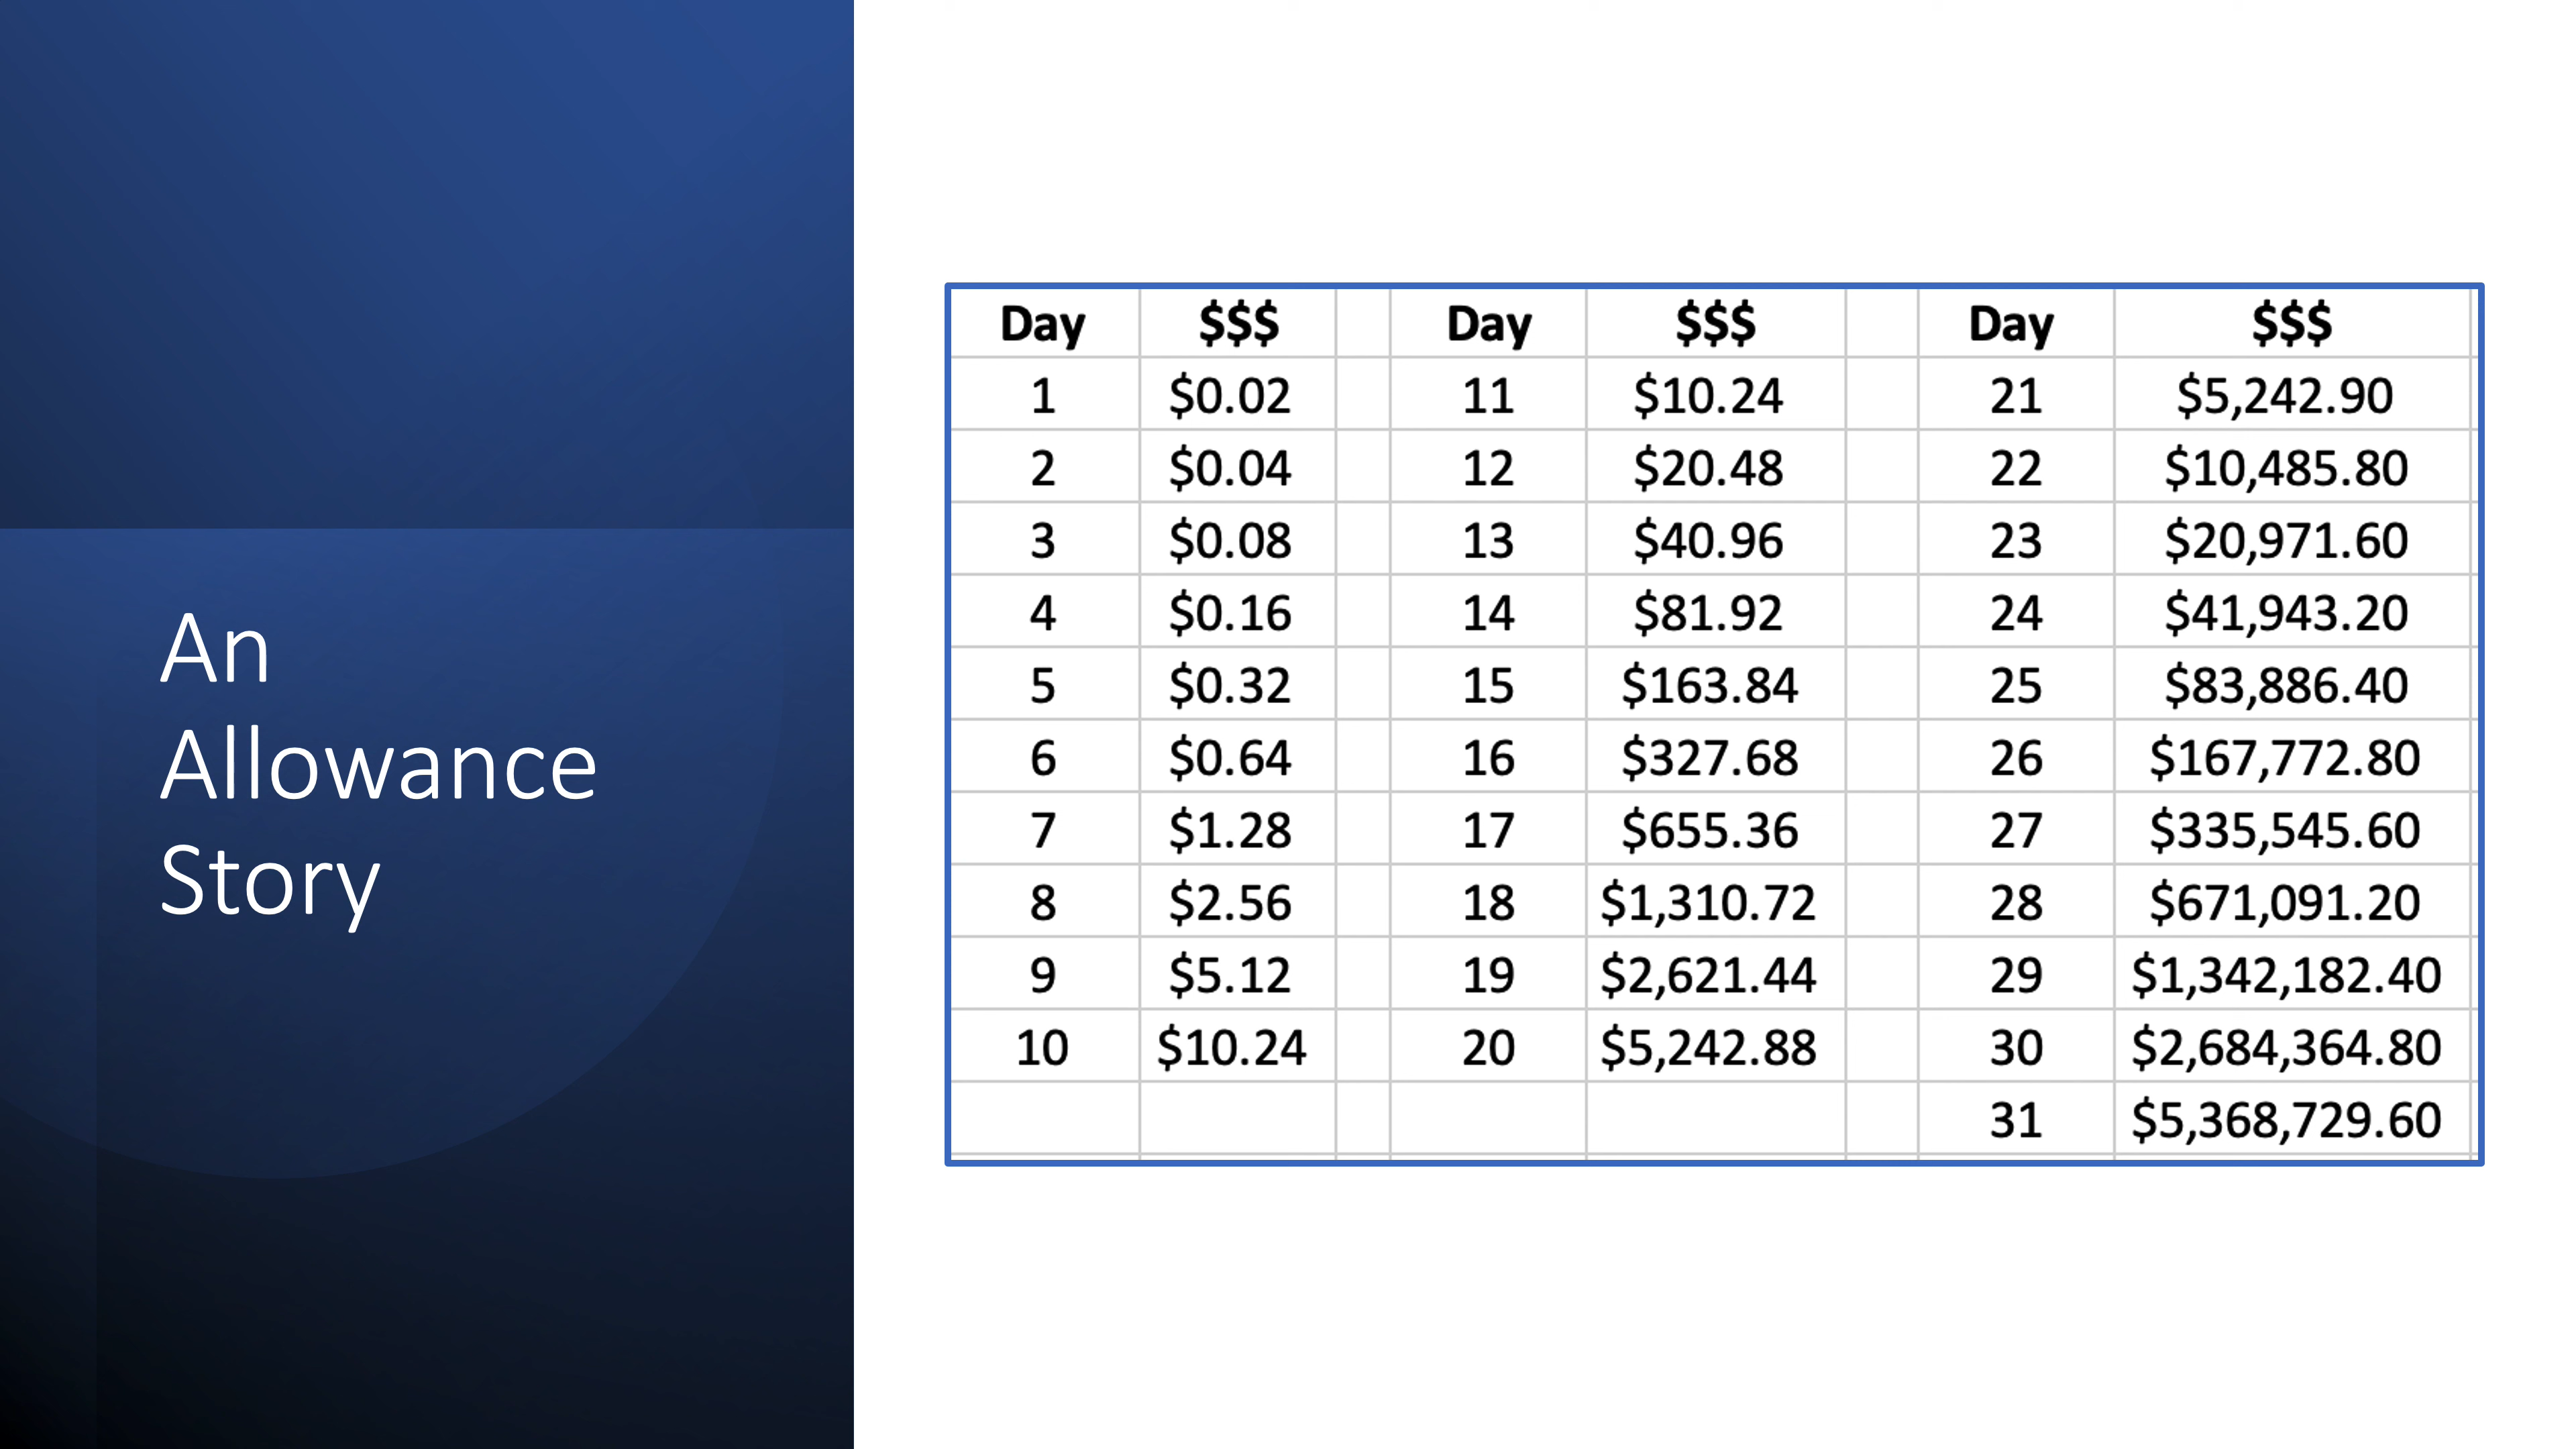 An
Allowance
Story
Day $$$ Day $$$ Day $$$
1 $0.02 11 $10.24 21 $5,242.90
2 $0.04 12 $20.48 22 $10,485.80
3 $0.08 13 $40.96 23 $20,971.60
4 $0.16 14 $81.92 24 $41,943.20
5 $0.32 15 $163.84 25 $83,886.40
6 $0.64 16 $327.68 26 $167,772.80
7 $1.28 17 $655.36 27 $335,545.60
8 $2.56 18 $1,310.72 28 $671,091.20
9 $5.12 19 $2,621.44 29 $1,342,182.40
10 $10.24 20 $5,242.88 30 $2,684,364.80
31 $5,368,729.60